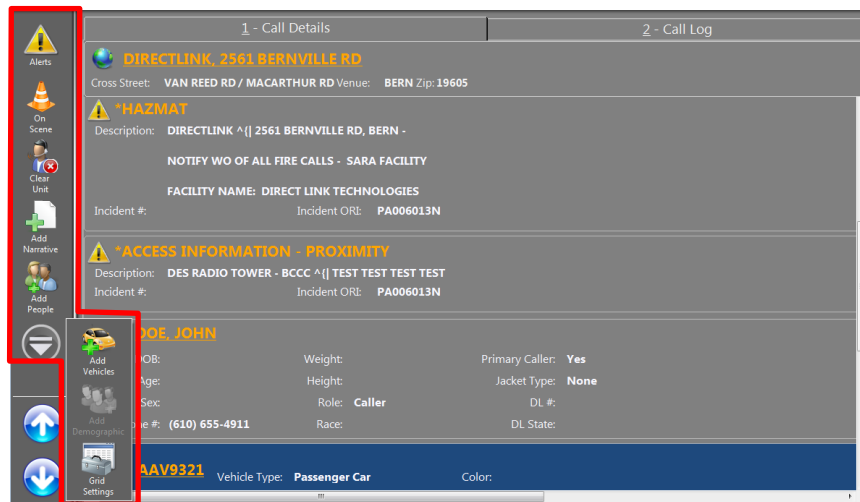 1 - Call Details
2 - Call Log
Alerts
On
Scene
Clear
Unit
Add
Narrative
Add
People
Add
Vehicles
Add
Demographic
Grid
Settings
DIRECTLINK, 2561 BERNVILLE RD
Cross Street: VAN REED RD / MACARTHUR RD Venue: BERN Zip: 19605
*HAZMAT
Description: DIRECTLINK ^(| 2561 BERNVILLE RD, BERN -
NOTIFY WO OF ALL FIRE CALLS - SARA FACILITY
FACILITY NAME: DIRECT LINK TECHNOLOGIES
Incident #: Incident ORI: PA006013N
*ACCESS INFORMATION - PROXIMITY
Description: DES RADIO TOWER - BCCC ^(| TEST TEST TEST TEST
Incident #: Incident ORI: PA006013N
DOE, JOHN
DOB: Weight: Primary Caller: Yes
Age: Height: Jacket Type: None
Sex: Role: Caller DL #:
#: (610) 655-4911 Race: DL State:
AAV9321 Vehicle Type: Passenger Car Color: